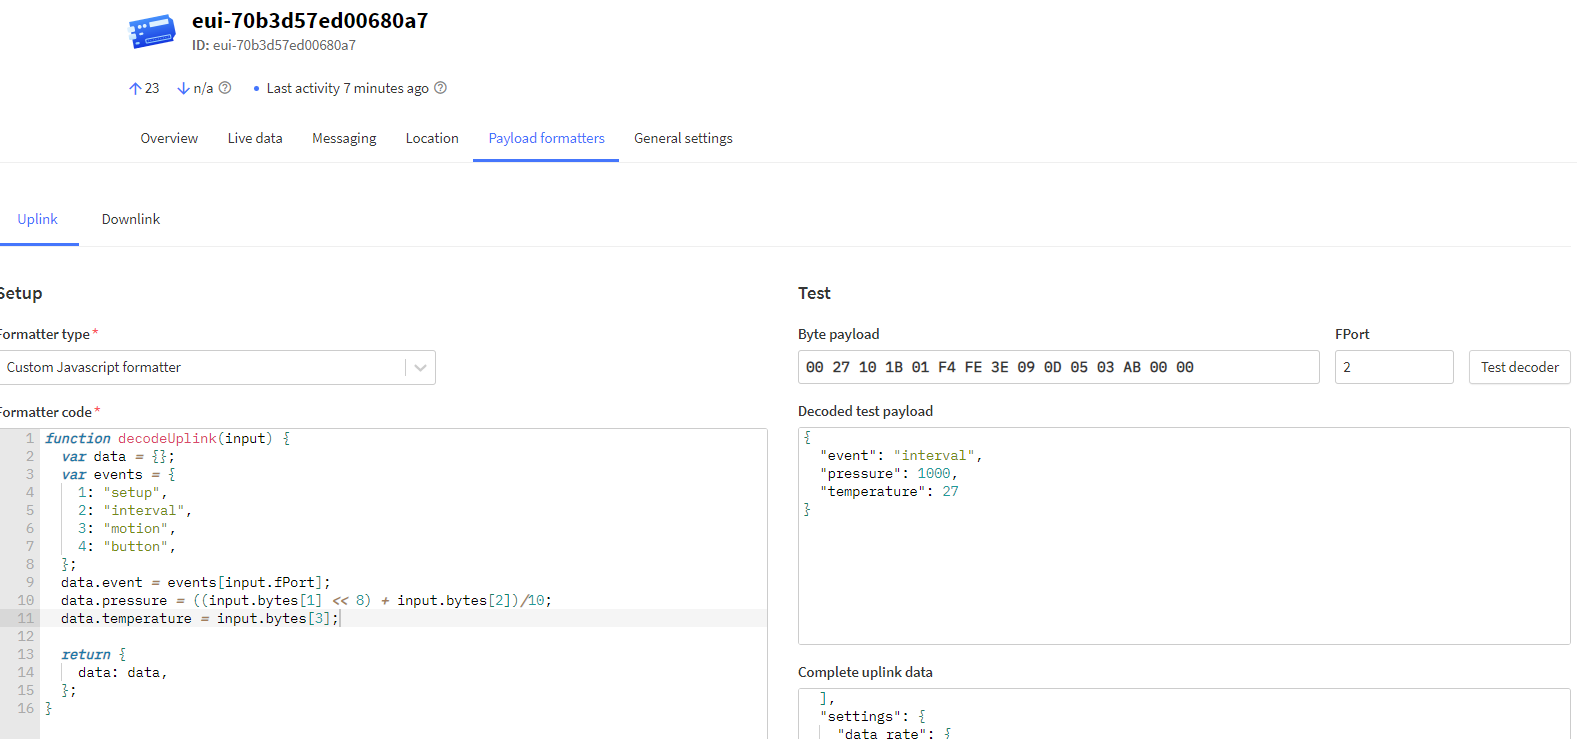 eui-70b3d57ed00680a7
ID: eui-70b3d57ed00680a7
23 n/a Last activity 7 minutes ago
Overview Live data Messaging Location Payload formatters General settings
Uplink Downlink
Setup
Formatter type*
Custom Javascript formatter
Formatter code*
1 function decodeUplink(input) {
2 var data = {};
3 var events = {
4 1: "setup",
5 2: "interval",
6 3: "motion",
7 4: "button",
8 };
9 data.event = events[input.fPort];
10 data.pressure = ((input.bytes[1] << 8) + input.bytes[2])/10;
11 data.temperature = input.bytes[3];
12
13 return {
14 data: data,
15 };
16 }
Test
Byte payload FPort
00 27 10 1B 01 F4 FE 3E 09 0D 05 03 AB 00 00 2 Test decoder
Decoded test payload
{
"event": "interval",
"pressure": 1000,
"temperature": 27
}
Complete uplink data
],
"settings": {
"data_rate": {